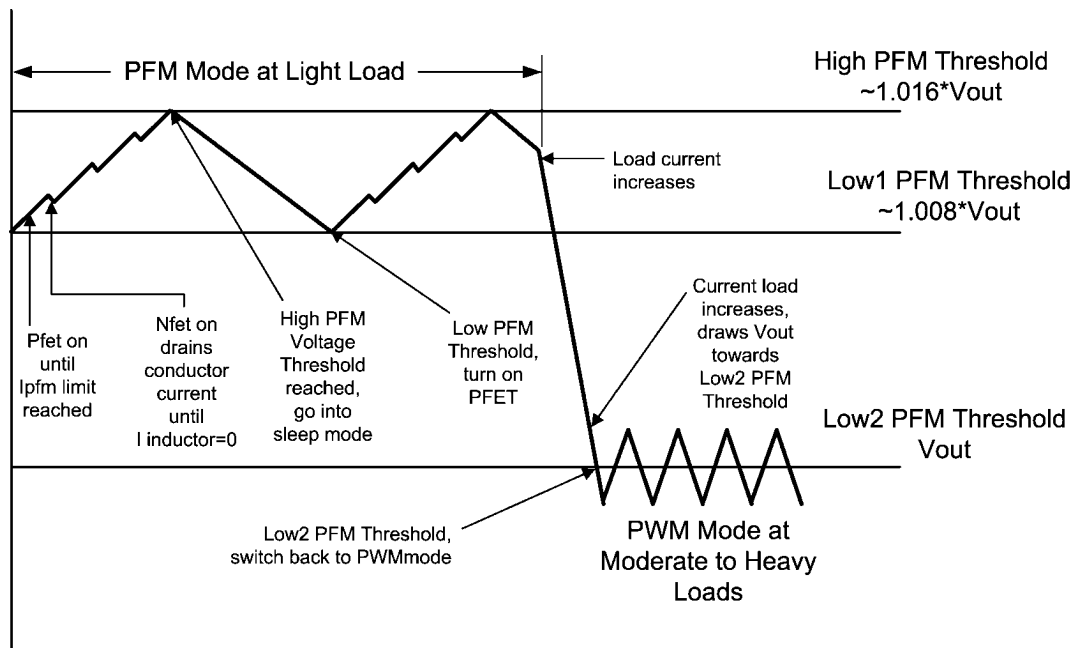 PFM Mode at Light Load
High PFM Threshold
~1.016*Vout
Load current
increases
Low1 PFM Threshold
~1.008*Vout
Pfet on
until
Ipfm limit
reached
Nfet on
drains
conductor
current
until
I inductor=0
High PFM
Voltage
Threshold
reached,
go into
sleep mode
Low PFM
Threshold,
turn on
PFET
Current load
increases,
draws Vout
towards
Low2 PFM
Threshold
Low2 PFM Threshold
Vout
Low2 PFM Threshold,
switch back to PWMmode
PWM Mode at
Moderate to Heavy
Loads